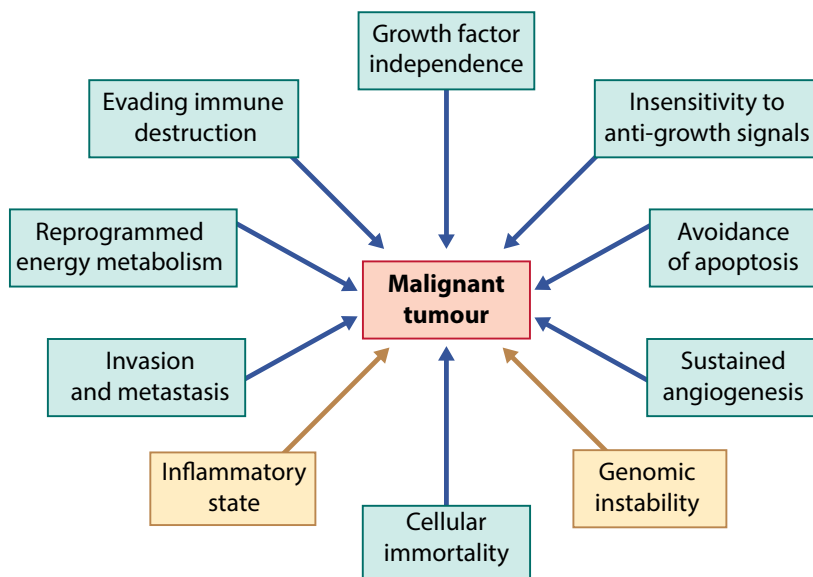 Growth factor
independence
Evading immune
destruction
Insensitivity to
anti-growth signals
Reprogrammed
energy metabolism
Avoidance
of apoptosis
Malignant
tumour
Invasion
and metastasis
Sustained
angiogenesis
Inflammatory
state
Genomic
instability
Cellular
immortality